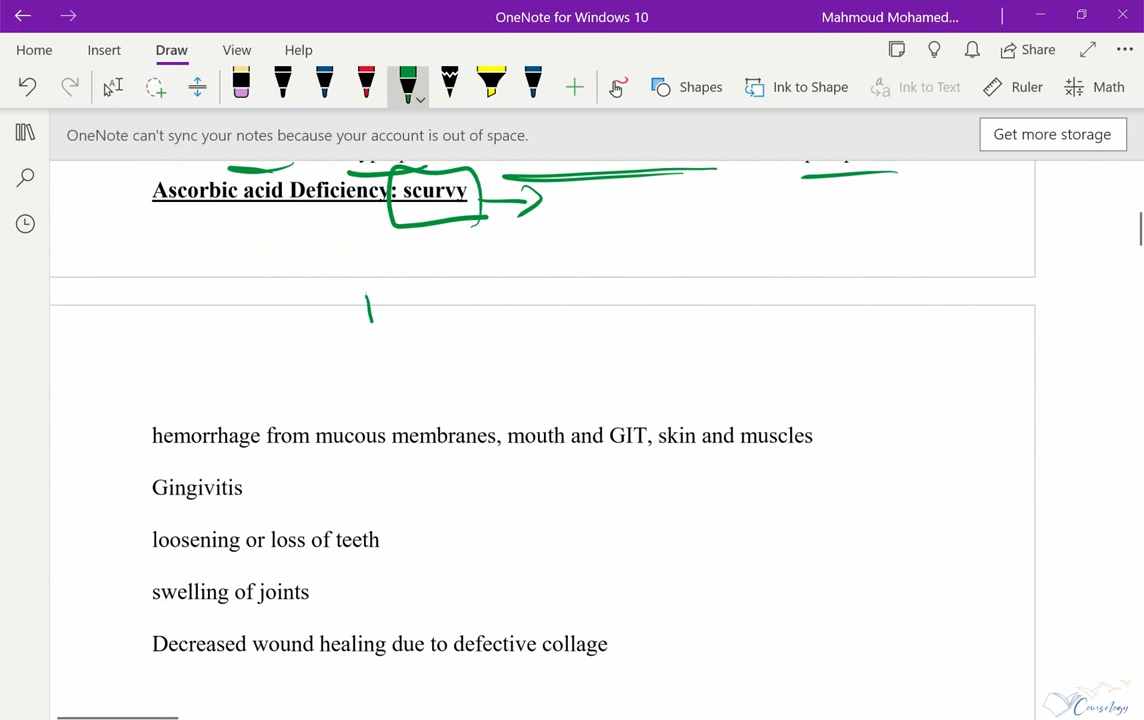 OneNote for Windows 10
Mahmoud Mohamed...
Home Insert Draw View Help
Share
Shapes Ink to Shape Ink to Text Ruler Math
OneNote can't sync your notes because your account is out of space.
Get more storage
Ascorbic acid Deficiency: scurvy
hemorrhage from mucous membranes, mouth and GIT, skin and muscles
Gingivitis
loosening or loss of teeth
swelling of joints
Decreased wound healing due to defective collage
Coursology